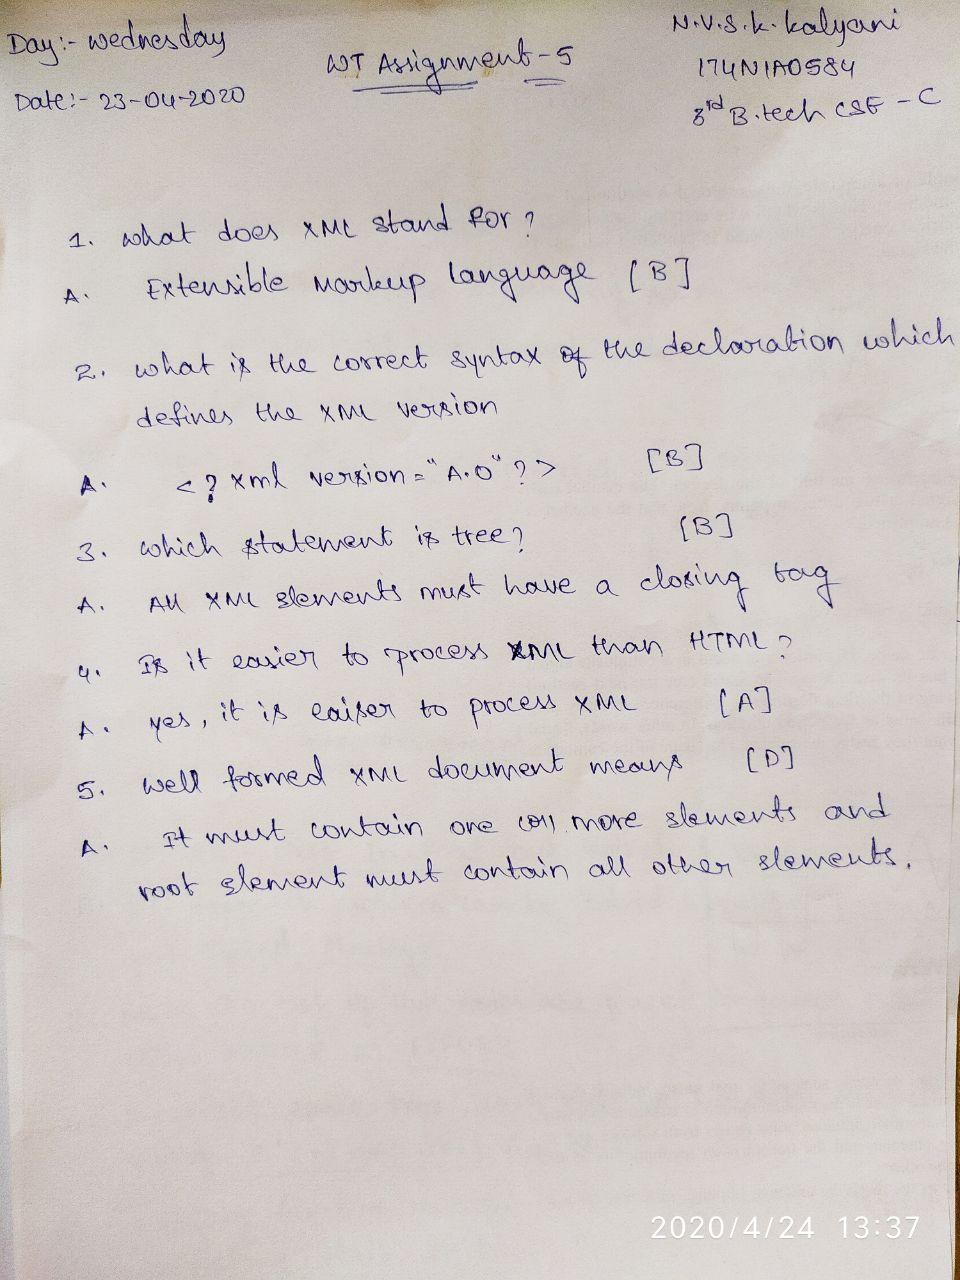 Day:- Wednesday
Date:- 23-04-2020
WT Assignment-5
N.V.S.K. Kalyani
174N1A0584
3rd B.tech CSE - C
1. what does XML stand for?
A. Extensible Markup language [B]
2. what is the correct syntax of the declaration which
defines the XML version
A. <? xml version="A.0"?> [B]
3. which statement is tree? [B]
A. All XML elements must have a closing tag
4. Is it easier to process XML than HTML?
A. yes, it is eaiser to process XML [A]
5. well formed XML document means [D]
A. It must contain one more elements and
root element must contain all other elements.
2020/4/24 13:37